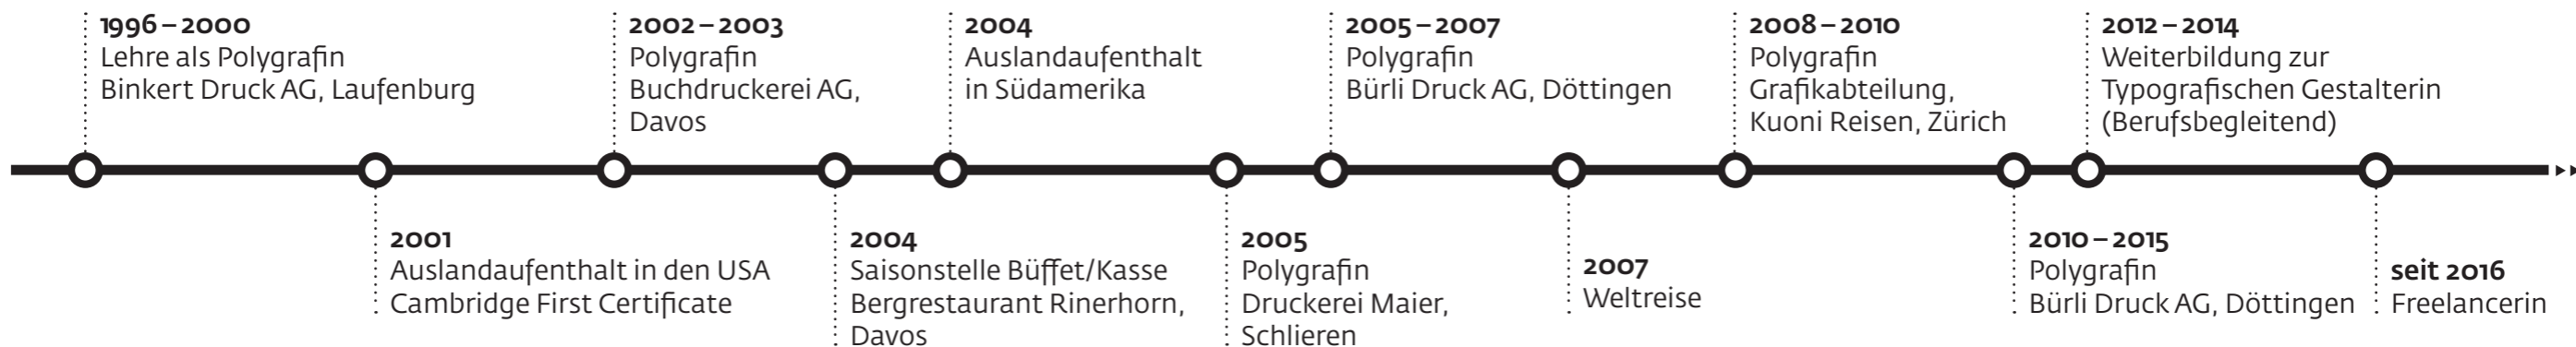 1996 – 2000
Lehre als Polygrafin
Binkert Druck AG, Laufenburg
2001
Auslandaufenthalt in den USA
Cambridge First Certificate
2002 – 2003
Polygrafin
Buchdruckerei AG,
Davos
2004
Saisonstelle Büffet/Kasse
Bergrestaurant Rinerhorn,
Davos
2004
Auslandaufenthalt
in Südamerika
2005
Polygrafin
Druckerei Maier,
Schlieren
2005 – 2007
Polygrafin
Bürli Druck AG, Döttingen
2007
Weltreise
2008 – 2010
Polygrafin
Grafikabteilung,
Kuoni Reisen, Zürich
2010 – 2015
Polygrafin
Bürli Druck AG, Döttingen
2012 – 2014
Weiterbildung zur
Typografischen Gestalterin
(Berufsbegleitend)
seit 2016
Freelancerin